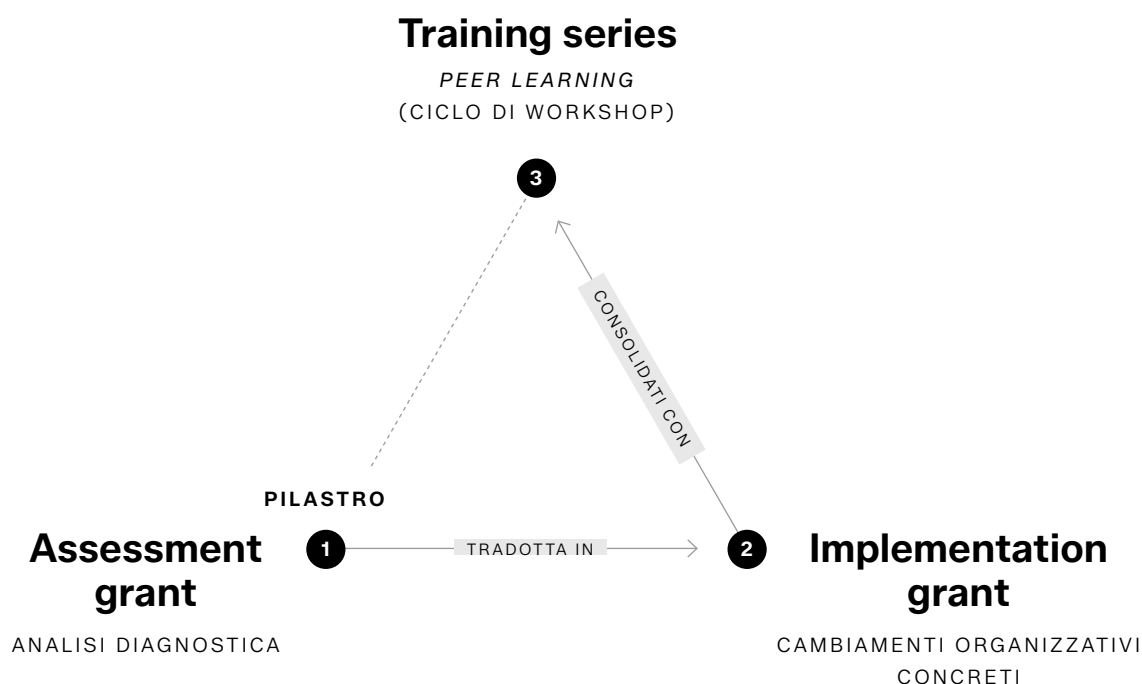 Training series
PEER LEARNING
(CICLO DI WORKSHOP)
3
CONSOLIDATI CON
PILASTRO
Assessment
grant
1
TRADOTTA IN
2
Implementation
grant
ANALISI DIAGNOSTICA
CAMBIAMENTI ORGANIZZATIVI
CONCRETI